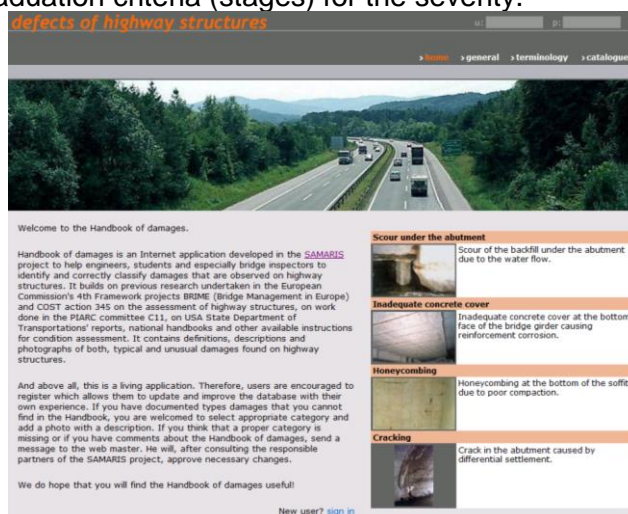 aduation criteria (stages) for the severity.
defects of highway structures
u: p:
› home › general › terminology › catalogue
Welcome to the Handbook of damages.
Handbook of damages is an Internet application developed in the SAMARIS
project to help engineers, students and especially bridge inspectors to
identify and correctly classify damages that are observed on highway
structures. It builds on previous research undertaken in the European
Commission's 4th Framework projects BRIME (Bridge Management in Europe)
and COST action 345 on the assessment of highway structures, on work
done in the PIARC committee C11, on USA State Department of
Transportations' reports, national handbooks and other available instructions
for condition assessment. It contains definitions, descriptions and
photographs of both, typical and unusual damages found on highway
structures.
And above all, this is a living application. Therefore, users are encouraged to
register which allows them to update and improve the database with their
own experience. If you have documented types damages that you cannot
find in the Handbook, you are welcomed to select appropriate category and
add a photo with a description. If you think that a proper category is
missing or if you have comments about the Handbook of damages, send a
message to the web master. He will, after consulting the responsible
partners of the SAMARIS project, approve necessary changes.
We do hope that you will find the Handbook of damages useful!
New user? sign in
Scour under the abutment
Scour of the backfill under the abutment
due to the water flow.
Inadequate concrete cover
Inadequate concrete cover at the bottom
face of the bridge girder causing
reinforcement corrosion.
Honeycombing
Honeycombing at the bottom of the soffit
due to poor compaction.
Cracking
Crack in the abutment caused by
differential settlement.